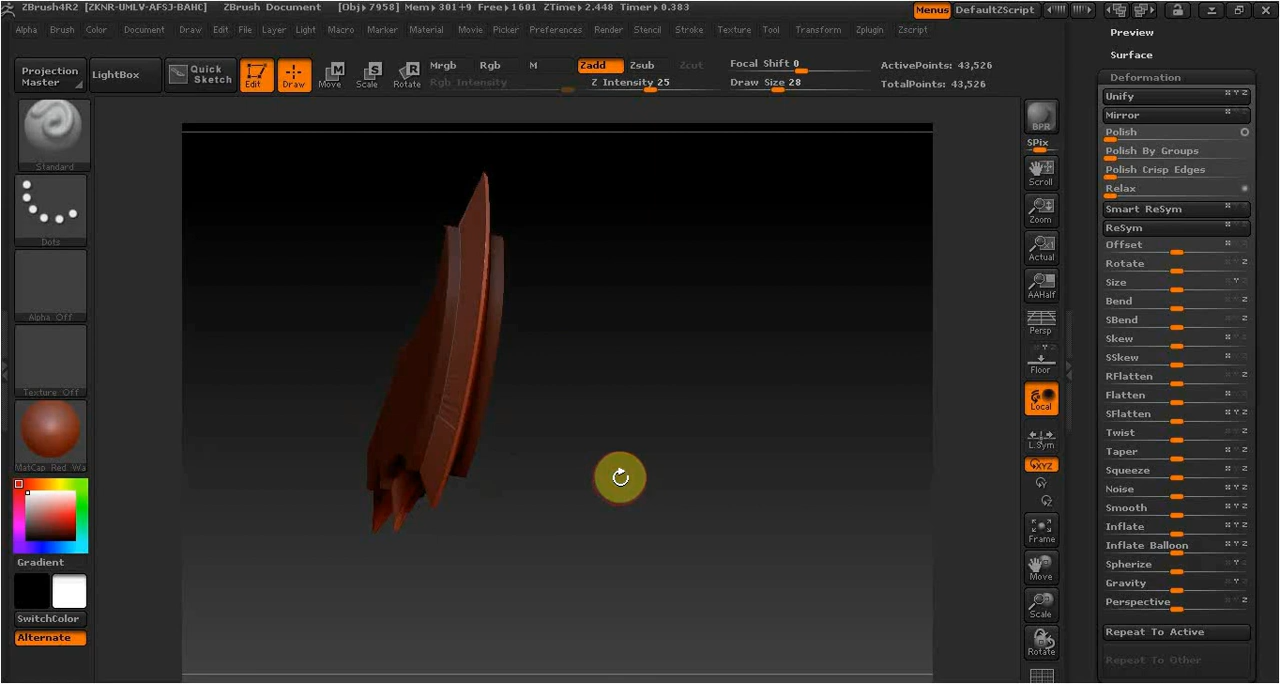 ZBrush4R2 [ZKNR-UMLV-AFSJ-BAHC] ZBrush Document [Obj▸7958] Mem▸301+9 Free▸1601 ZTime▸2.448 Timer▸0.383 Menus DefaultZScript
Alpha Brush Color Document Draw Edit File Layer Light Macro Marker Material Movie Picker Preferences Render Stencil Stroke Texture Tool Transform Zplugin Zscript
Projection Master
LightBox
Quick Sketch
Edit
Draw
Move
Scale
Rotate
Mrgb Rgb M
Rgb Intensity
Zadd Zsub Zcut
Z Intensity 25
Focal Shift 0
Draw Size 28
ActivePoints: 43,526
TotalPoints: 43,526
Standard
Dots
Alpha Off
Texture Off
MatCap Red Wa
Gradient
SwitchColor
Alternate
BPR
SPix
Scroll
Zoom
Actual
AAHalf
Persp
Floor
Local
L.Sym
XYZ
Y
Z
Frame
Move
Scale
Rotate
Preview
Surface
Deformation
Unify
Mirror
Polish
Polish By Groups
Polish Crisp Edges
Relax
Smart ReSym
ReSym
Offset
Rotate
Size
Bend
SBend
Skew
SSkew
RFlatten
Flatten
SFlatten
Twist
Taper
Squeeze
Noise
Smooth
Inflate
Inflate Balloon
Spherize
Gravity
Perspective
Repeat To Active
Repeat To Other